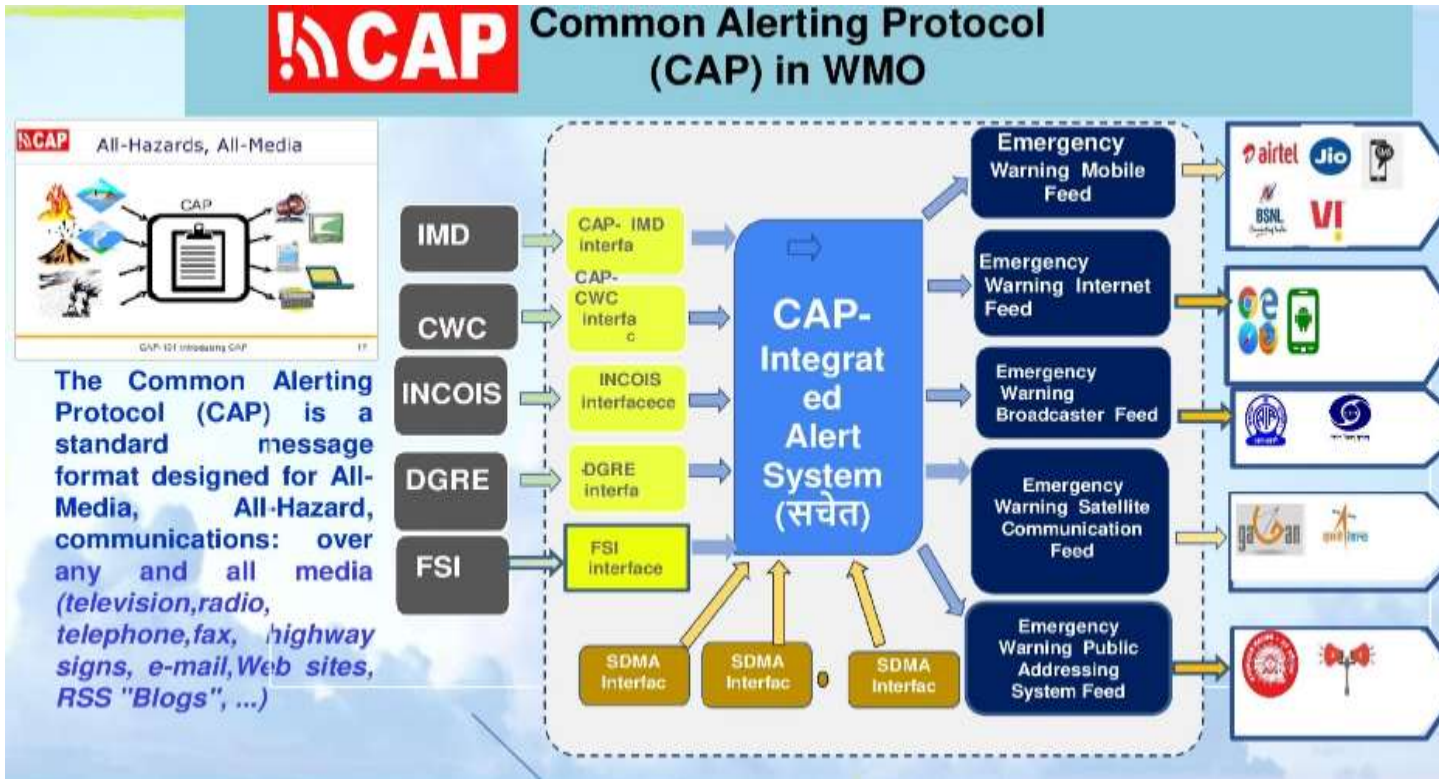 CAP
Common Alerting Protocol
(CAP) in WMO
CAP
All-Hazards, All-Media
CAP
CAP-101 Introducing CAP
17
The Common Alerting
Protocol (CAP) is a
standard message
format designed for All-
Media, All-Hazard,
communications: over
any and all media
(television,radio,
telephone,fax, highway
signs, e-mail,Web sites,
RSS "Blogs", ...)
IMD
CWC
INCOIS
DGRE
FSI
CAP- IMD
interfa
CAP-
CWC
interfa
c
INCOIS
interfacece
DGRE
interfa
FSI
interface
CAP-
Integrat
ed
Alert
System
(सचेत)
SDMA
Interfac
SDMA
Interfac
SDMA
Interfac
Emergency
Warning Mobile
Feed
Emergency
Warning Internet
Feed
Emergency
Warning
Broadcaster Feed
Emergency
Warning Satellite
Communication
Feed
Emergency
Warning Public
Addressing
System Feed
airtel
Jio
SMS
BSNL
Connecting India
VI
gagan
isro